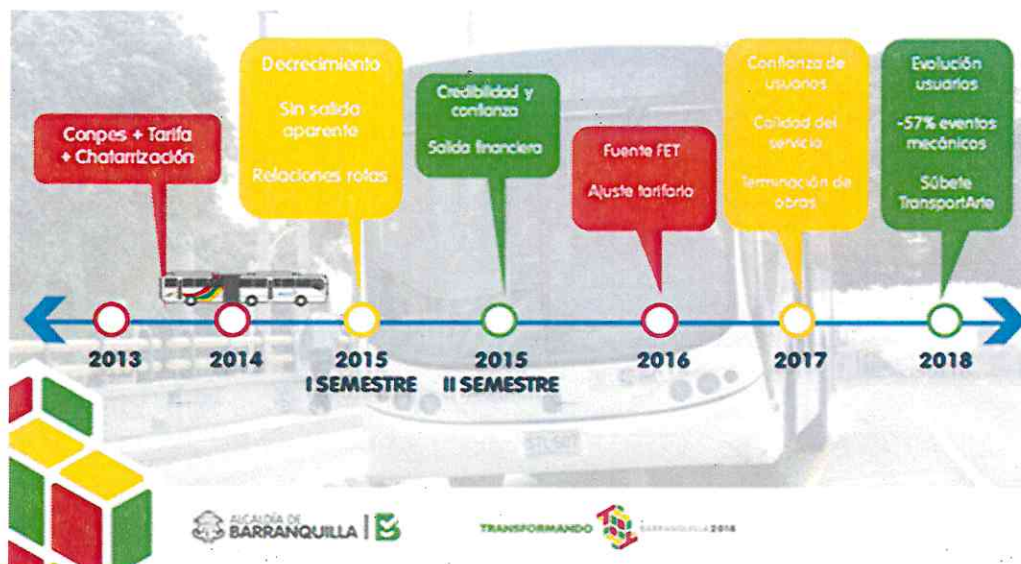 Conpes + Tarifa
+ Chatarrización
Decrecimiento
Sin salida
aparente
Relaciones rotas
Credibilidad y
confianza
Salida financiera
Fuente FET
Ajuste tarifario
Confianza de
usuarios
Calidad del
servicio
Terminación de
obras
Evolución
usuarios
-57% eventos
mecánicos
Súbete
TransportArte
2013
2014
2015
I SEMESTRE
2015
II SEMESTRE
2016
2017
2018
ALCALDÍA DE
BARRANQUILLA
TRANSFORMANDO
BARRANQUILLA 2018